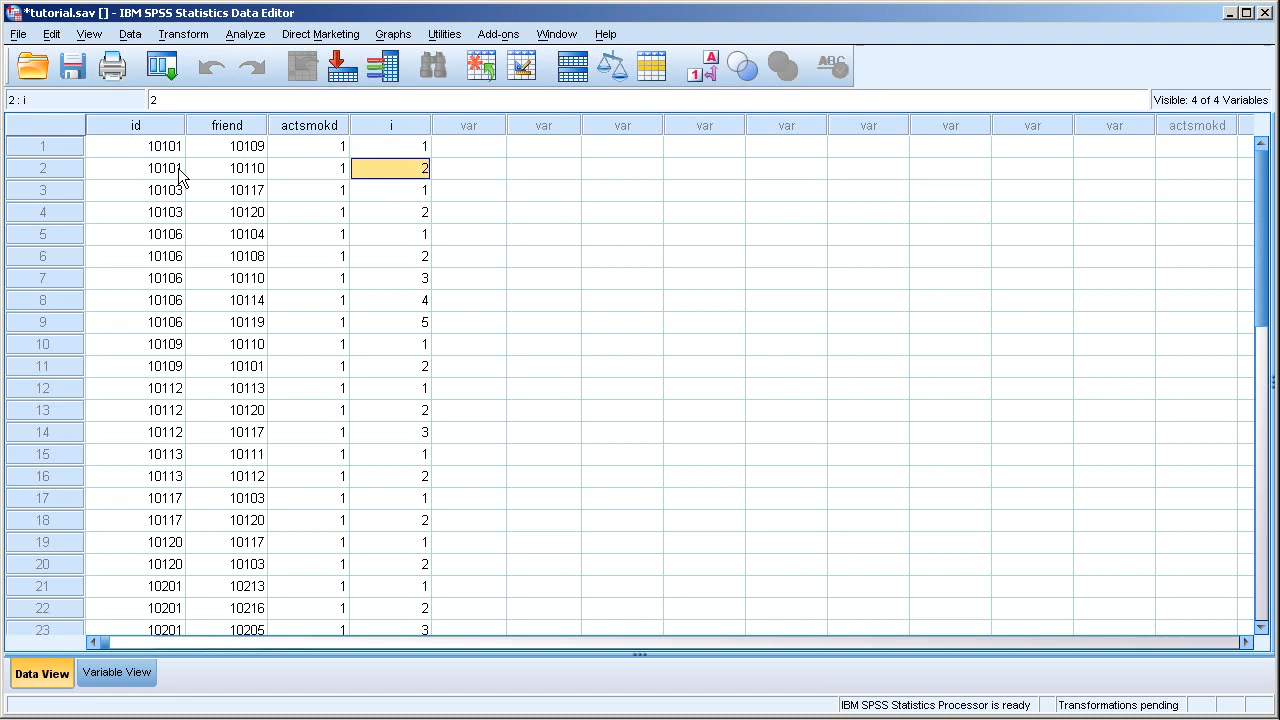 *tutorial.sav [] - IBM SPSS Statistics Data Editor
File Edit View Data Transform Analyze Direct Marketing Graphs Utilities Add-ons Window Help
A 1 ABC
2 : i 2 Visible: 4 of 4 Variables
id friend actsmokd i var var var var var var var var var actsmokd
1 10101 10109 1 1
2 10101 10110 1 2
3 10103 10117 1 1
4 10103 10120 1 2
5 10106 10104 1 1
6 10106 10108 1 2
7 10106 10110 1 3
8 10106 10114 1 4
9 10106 10119 1 5
10 10109 10110 1 1
11 10109 10101 1 2
12 10112 10113 1 1
13 10112 10120 1 2
14 10112 10117 1 3
15 10113 10111 1 1
16 10113 10112 1 2
17 10117 10103 1 1
18 10117 10120 1 2
19 10120 10117 1 1
20 10120 10103 1 2
21 10201 10213 1 1
22 10201 10216 1 2
23 10201 10205 1 3
Data View Variable View
IBM SPSS Statistics Processor is ready Transformations pending